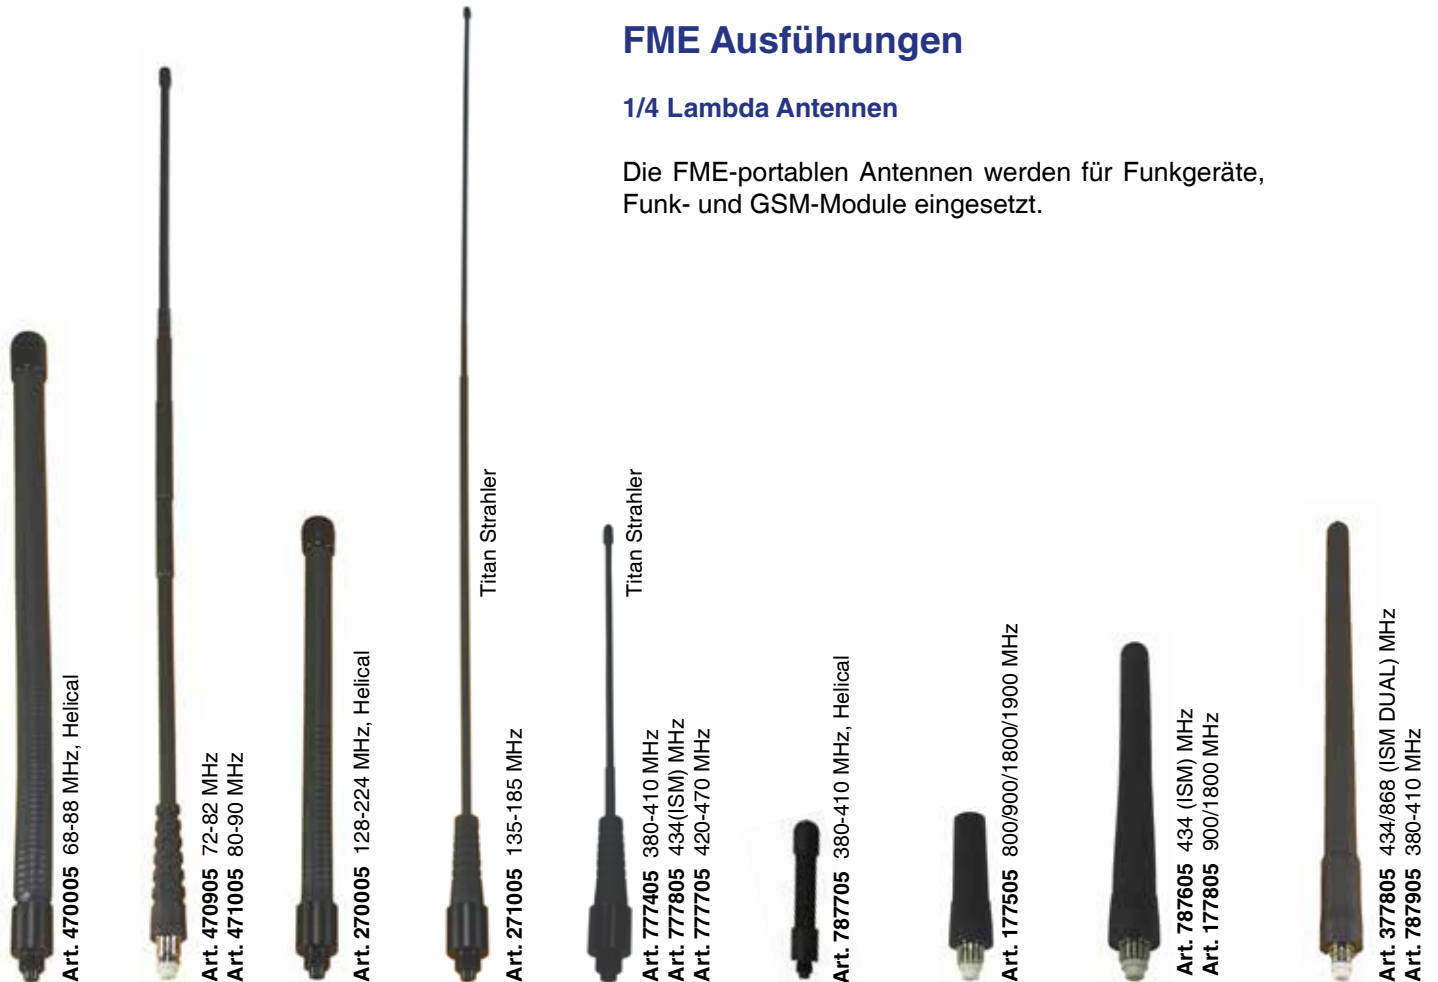 FME Ausführungen
1/4 Lambda Antennen
Die FME-portablen Antennen werden für Funkgeräte,
Funk- und GSM-Module eingesetzt.
Art. 470005 68-88 MHz, Helical
Art. 470905 72-82 MHz
Art. 471005 80-90 MHz
Art. 270005 128-224 MHz, Helical
Titan Strahler
Art. 271005 135-185 MHz
Titan Strahler
Art. 777405 380-410 MHz
Art. 777805 434(ISM) MHz
Art. 777705 420-470 MHz
Art. 787705 380-410 MHz, Helical
Art. 177505 800/900/1800/1900 MHz
Art. 787605 434 (ISM) MHz
Art. 177805 900/1800 MHz
Art. 377805 434/868 (ISM DUAL) MHz
Art. 787905 380-410 MHz